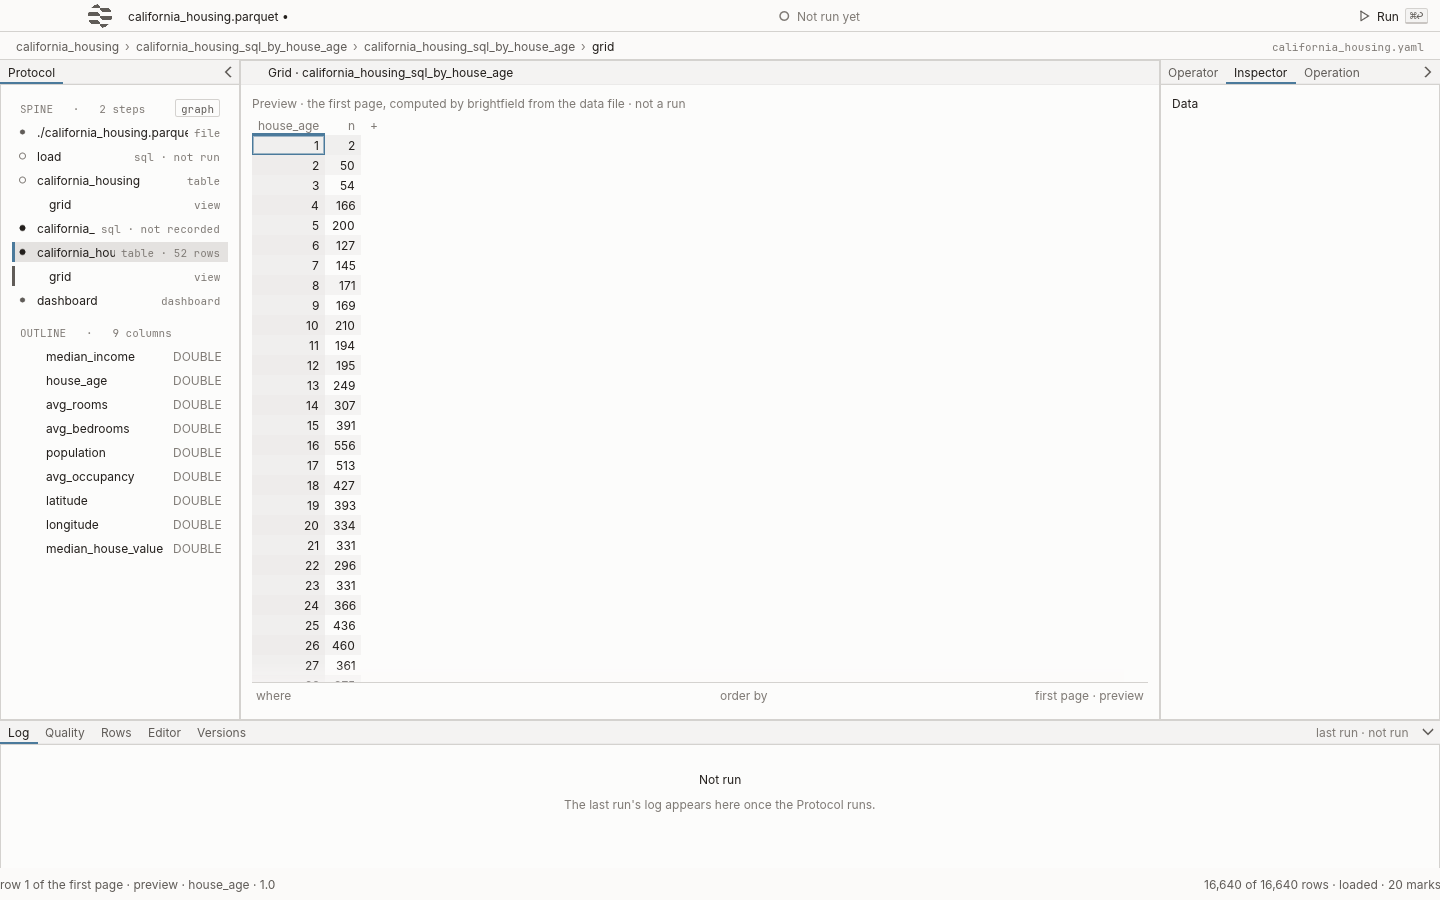 california_housing.parquet •
Not run yet
Run ⌘⏎
california_housing › california_housing_sql_by_house_age › california_housing_sql_by_house_age › grid
california_housing.yaml
Protocol
Grid · california_housing_sql_by_house_age
Operator Inspector Operation
SPINE · 2 steps graph
./california_housing.parque file
load sql · not run
california_housing table
grid view
california_ sql · not recorded
california_hou table · 52 rows
grid view
dashboard dashboard
OUTLINE · 9 columns
median_income DOUBLE
house_age DOUBLE
avg_rooms DOUBLE
avg_bedrooms DOUBLE
population DOUBLE
avg_occupancy DOUBLE
latitude DOUBLE
longitude DOUBLE
median_house_value DOUBLE
Preview · the first page, computed by brightfield from the data file · not a run
house_age n +
1 2
2 50
3 54
4 166
5 200
6 127
7 145
8 171
9 169
10 210
11 194
12 195
13 249
14 307
15 391
16 556
17 513
18 427
19 393
20 334
21 331
22 296
23 331
24 366
25 436
26 460
27 361
where order by first page · preview
Data
Log Quality Rows Editor Versions
last run · not run
Not run
The last run's log appears here once the Protocol runs.
row 1 of the first page · preview · house_age · 1.0
16,640 of 16,640 rows · loaded · 20 marks